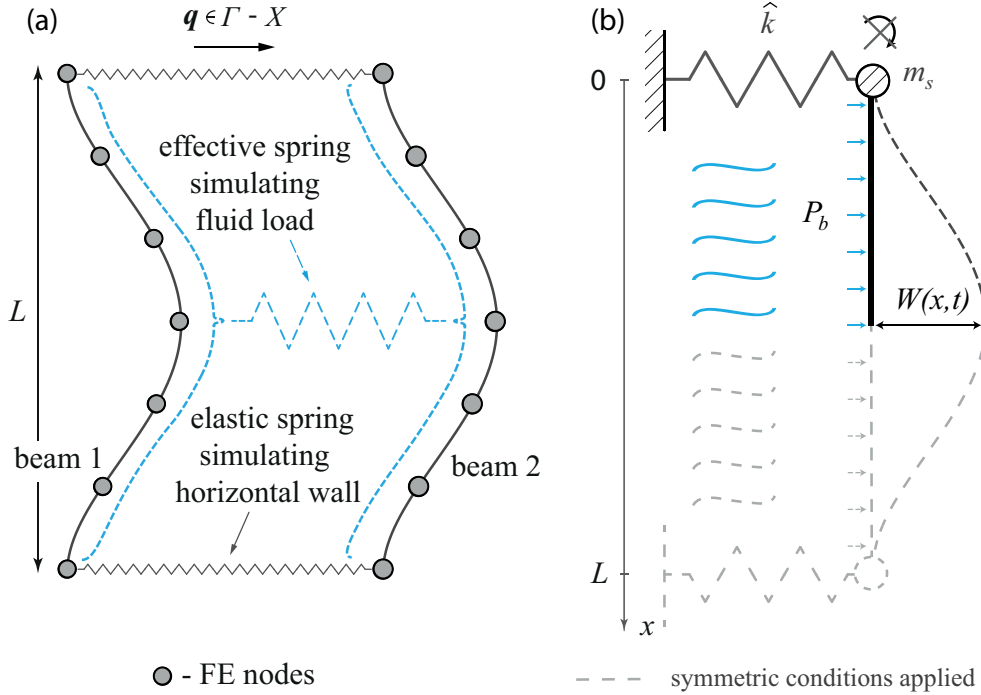 (a)
q ∈ Γ - X
L
effective spring
simulating
fluid load
elastic spring
simulating
horizontal wall
beam 1
beam 2
- FE nodes
(b)
k̂
0
mₛ
P_b
W(x,t)
L
x
symmetric conditions applied